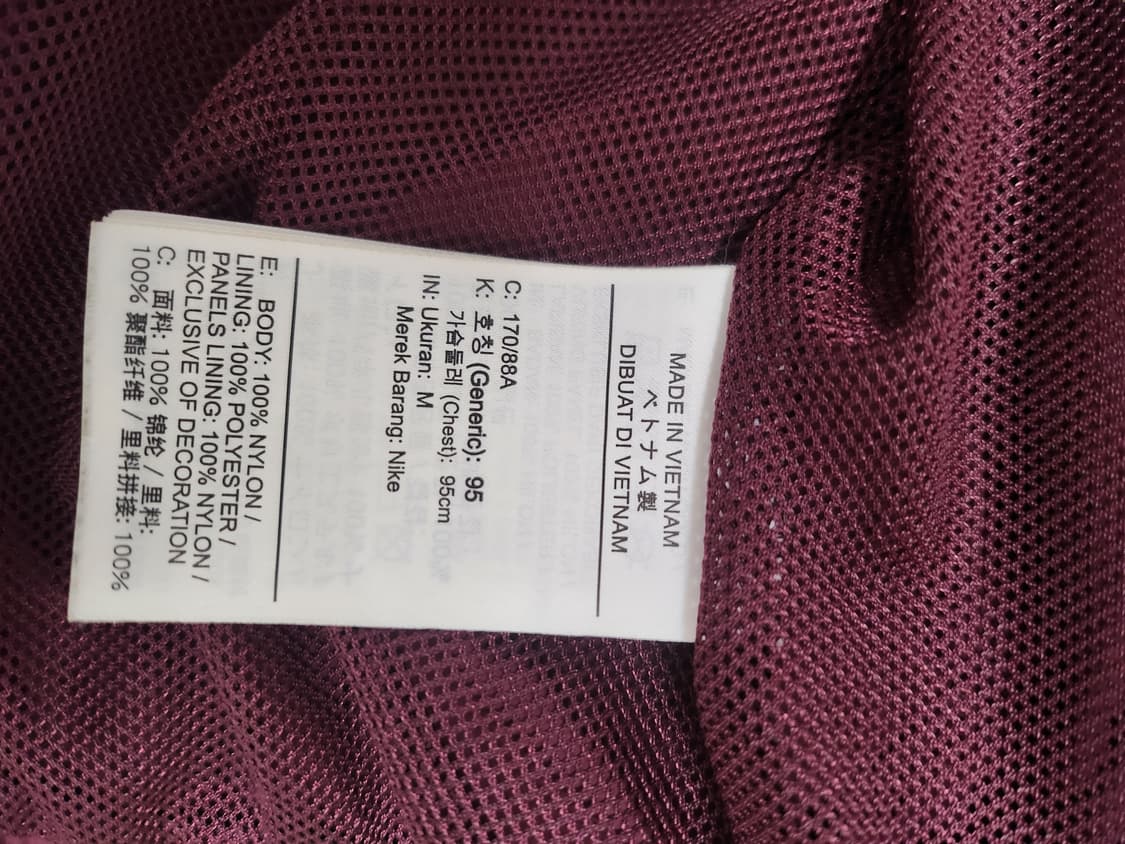 MADE IN VIETNAM
ベトナム製
DIBUAT DI VIETNAM
C: 170/88A
K: 호칭 (Generic): 95
가슴둘레 (Chest): 95cm
IN: Ukuran: M
Merek Barang: Nike
E: BODY: 100% NYLON /
LINING: 100% POLYESTER /
PANELS LINING: 100% NYLON /
EXCLUSIVE OF DECORATION
C: 面料: 100% 锦纶 / 里料:
100% 聚酯纤维 / 里料拼接: 100%